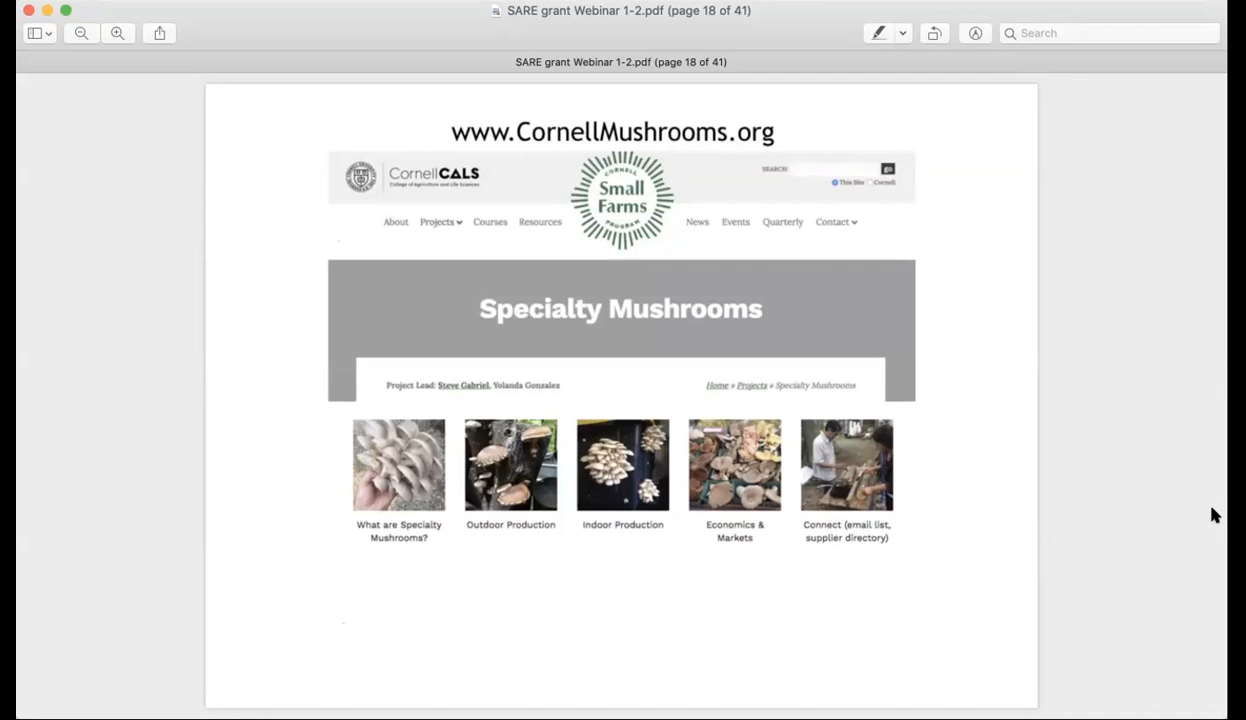 SARE grant Webinar 1-2.pdf (page 18 of 41)
Search
SARE grant Webinar 1-2.pdf (page 18 of 41)
www.CornellMushrooms.org
CornellCALS
College of Agriculture and Life Sciences
CORNELL
Small
Farms
PROGRAM
SEARCH:
go
This Site
Cornell
About
Projects
Courses
Resources
News
Events
Quarterly
Contact
Specialty Mushrooms
Project Lead: Steve Gabriel, Yolanda Gonzalez
Home » Projects » Specialty Mushrooms
What are Specialty
Mushrooms?
Outdoor Production
Indoor Production
Economics &
Markets
Connect (email list,
supplier directory)